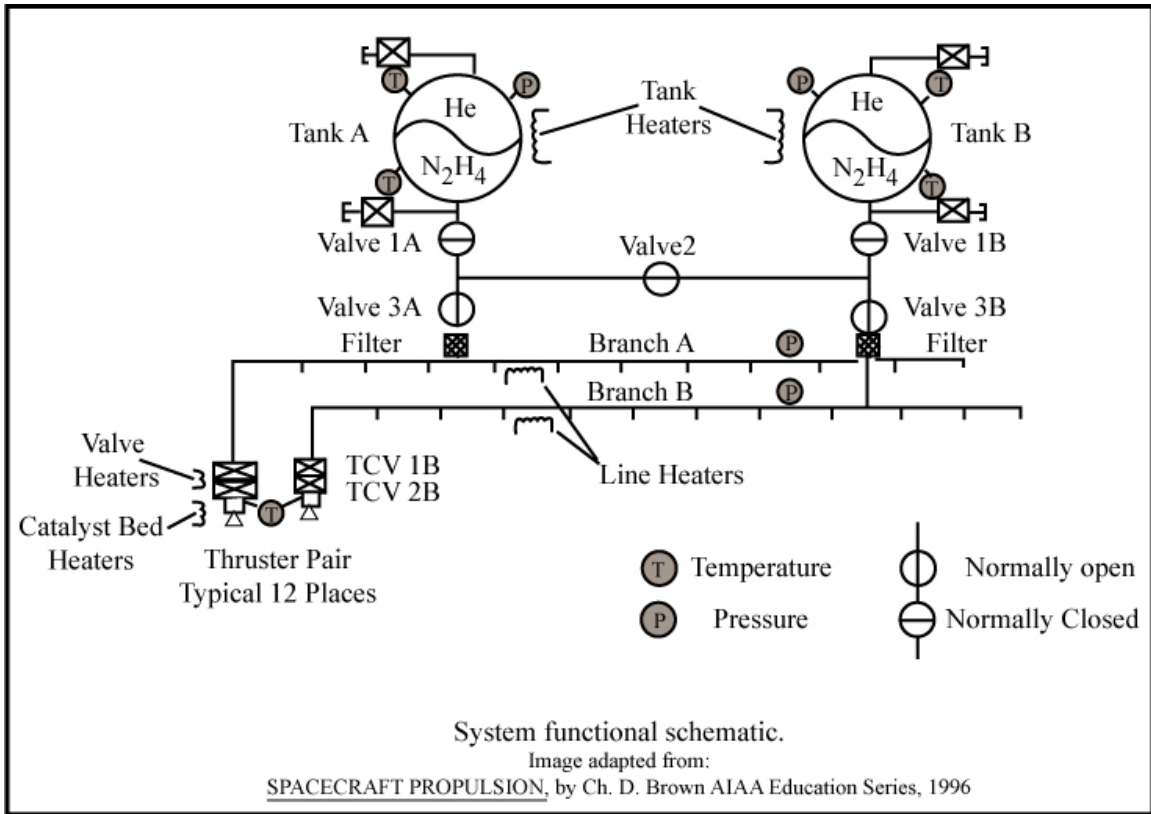 T
P
He
Tank A
N2H4
T
Valve 1A
Tank
Heaters
P
T
He
Tank B
N2H4
T
Valve 1B
Valve2
Valve 3A
Valve 3B
Filter
Branch A
P
Filter
Branch B
P
Valve
Heaters
TCV 1B
TCV 2B
Line Heaters
Catalyst Bed
Heaters
T
Thruster Pair
Typical 12 Places
T Temperature
Normally open
P Pressure
Normally Closed
System functional schematic.
Image adapted from:
SPACECRAFT PROPULSION, by Ch. D. Brown AIAA Education Series, 1996